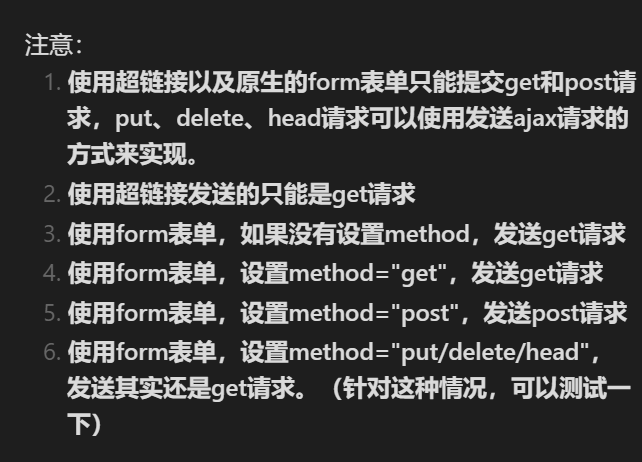 注意：
1. 使用超链接以及原生的form表单只能提交get和post请
求，put、delete、head请求可以使用发送ajax请求的
方式来实现。
2. 使用超链接发送的只能是get请求
3. 使用form表单，如果没有设置method，发送get请求
4. 使用form表单，设置method="get"，发送get请求
5. 使用form表单，设置method="post"，发送post请求
6. 使用form表单，设置method="put/delete/head"，
发送其实还是get请求。（针对这种情况，可以测试一
下）